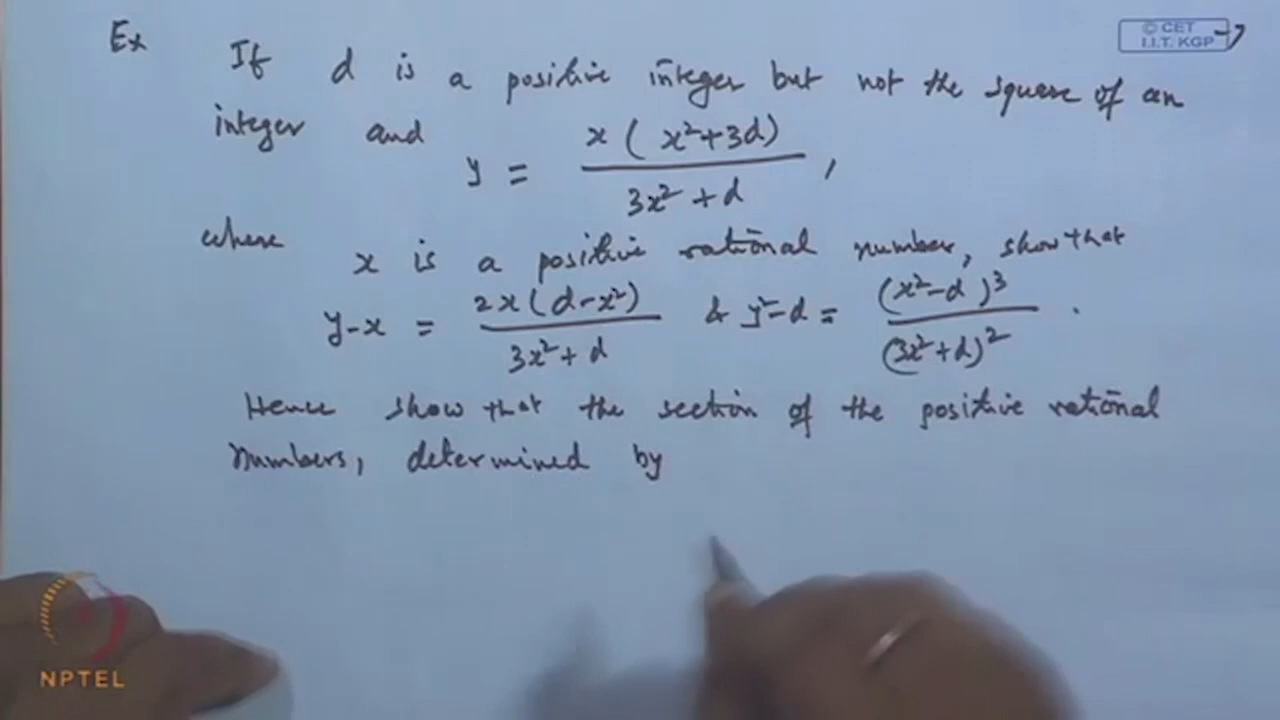 © CET
I.I.T. KGP
Ex If d is a positive integer but not the square of an
integer and y = x ( x²+3d) / 3x² + d ,
where x is a positive rational number, show that
y-x = 2x(d-x²) / 3x²+d & y²-d = (x²-d)³ / (3x²+d)² .
Hence show that the section of the positive rational
numbers, determined by
NPTEL